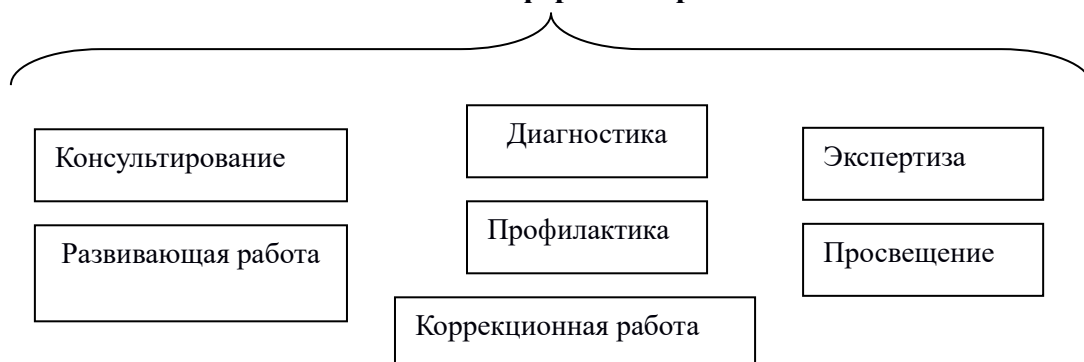 Консультирование
Развивающая работа
Диагностика
Профилактика
Коррекционная работа
Экспертиза
Просвещение